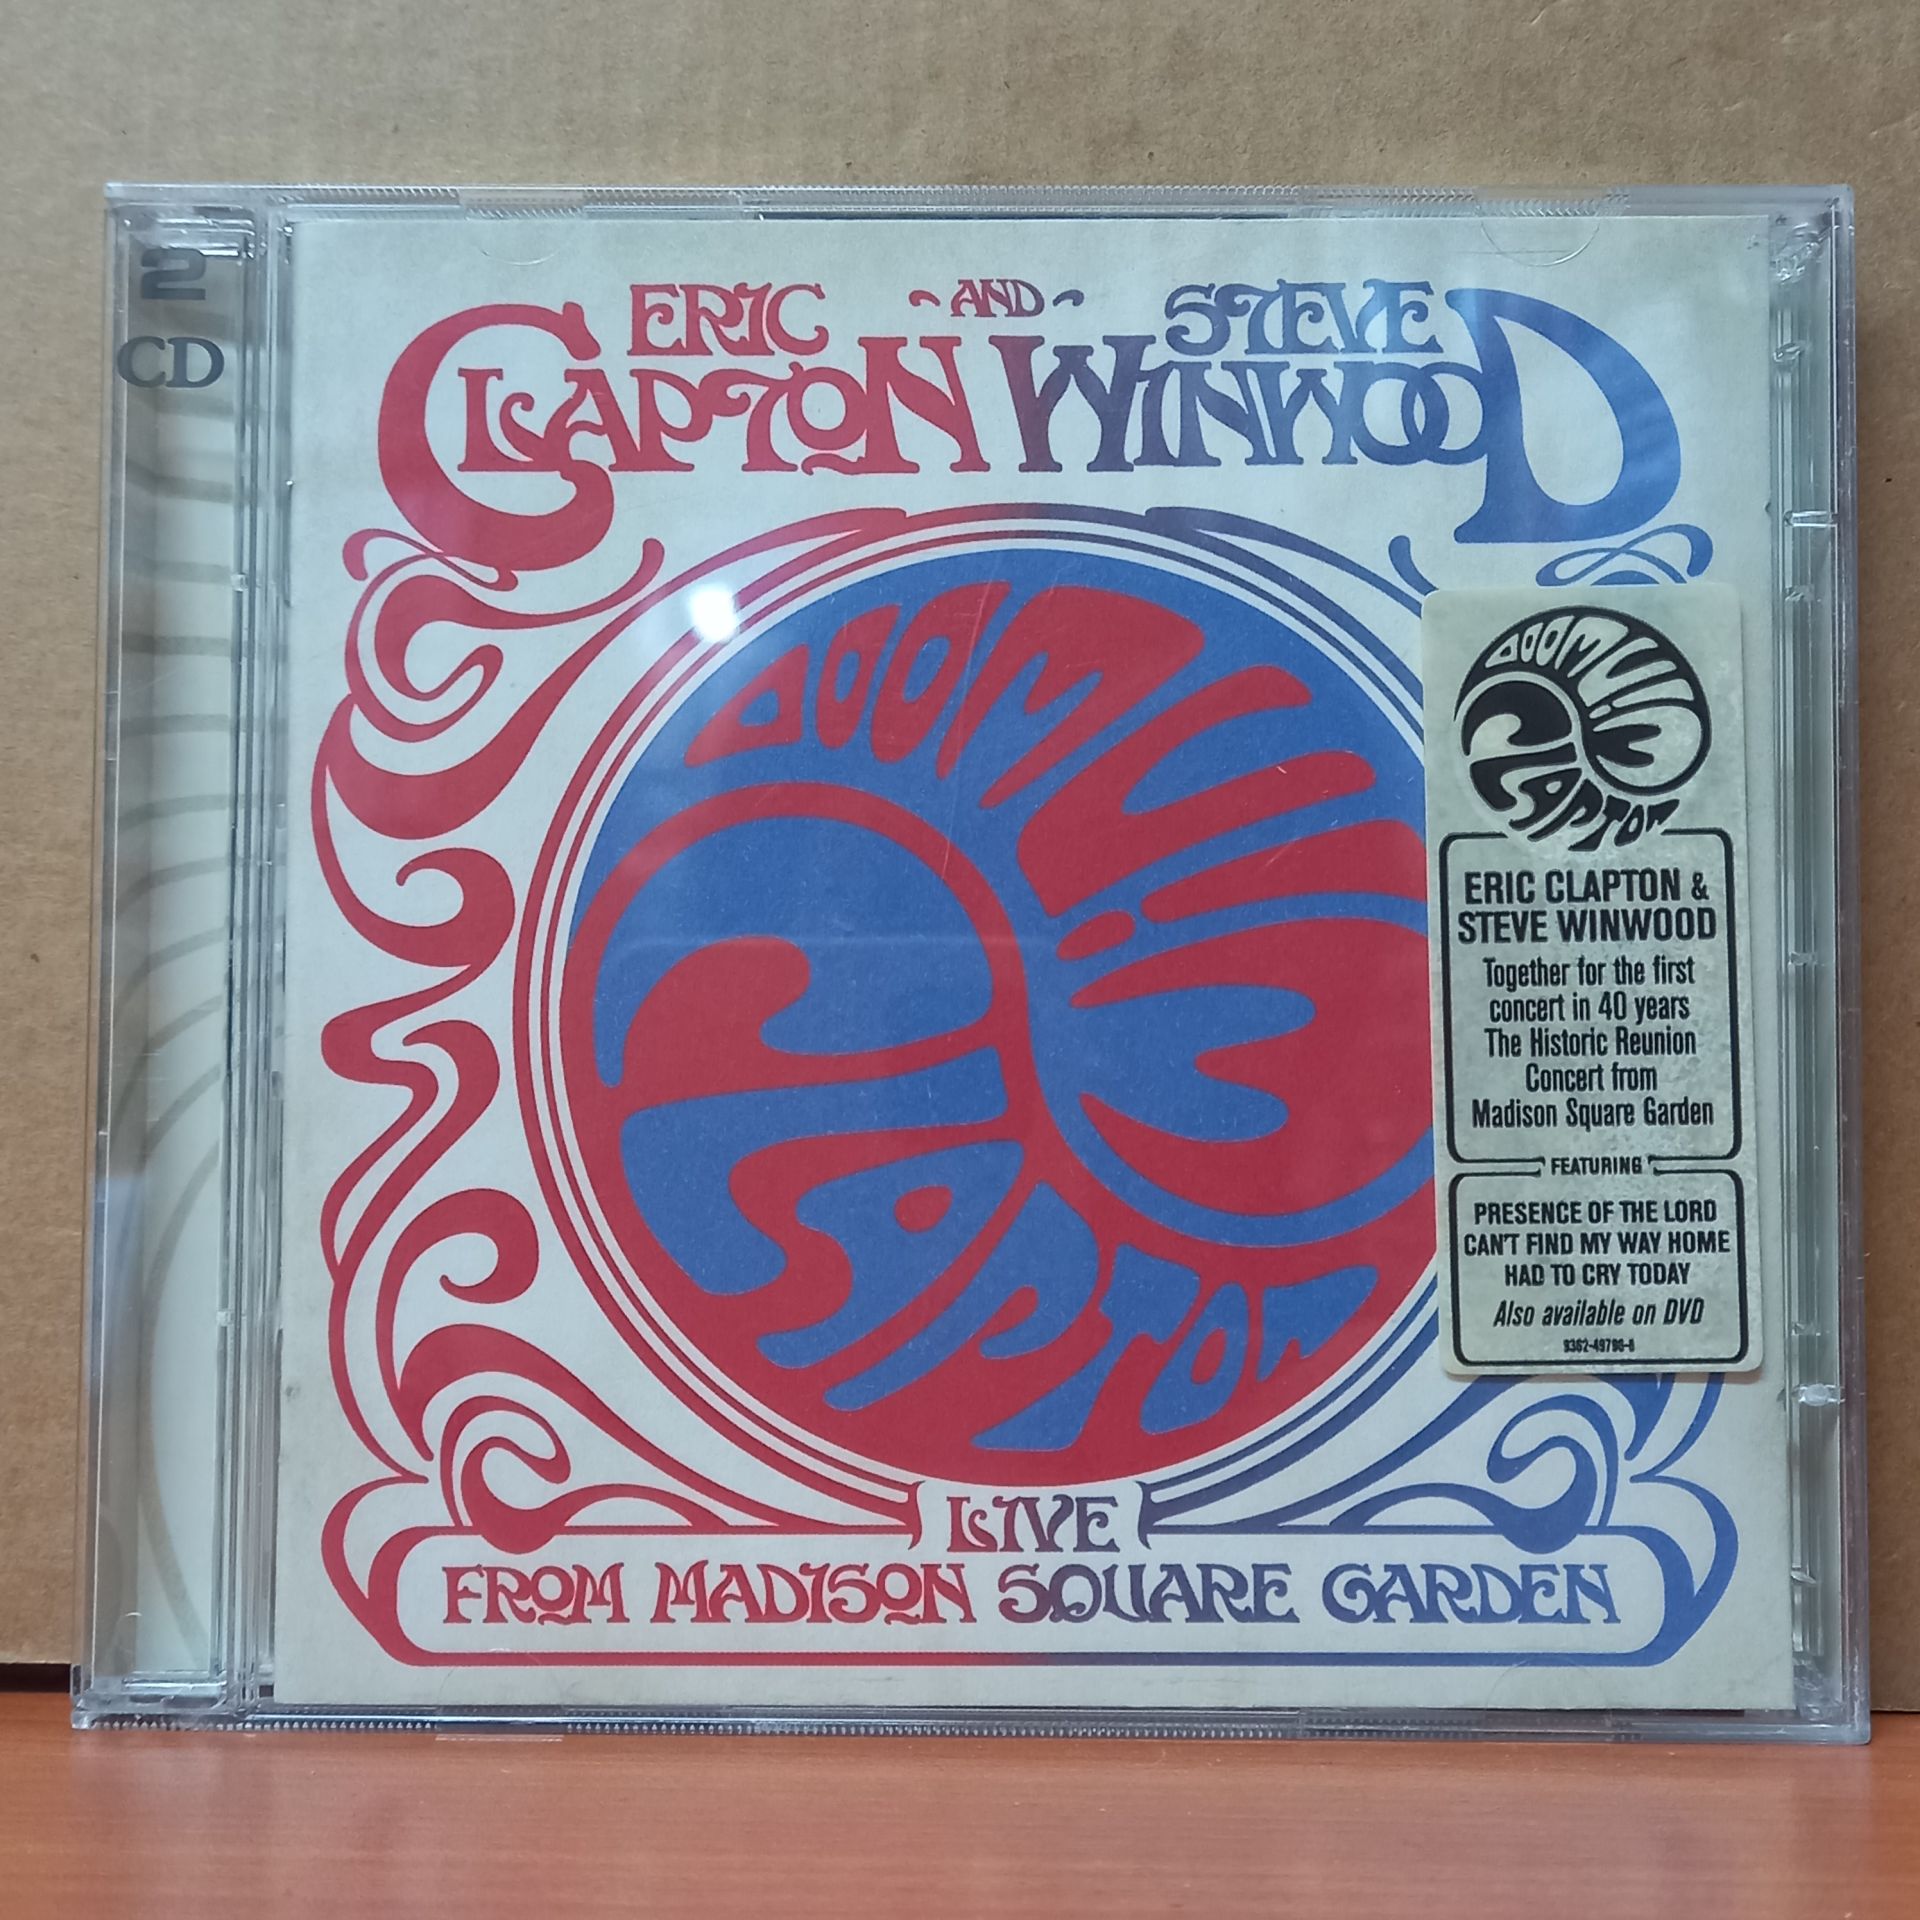 2
CD
ERIC AND STEVE
CLAPTON WINWOOD
CLAPTON
LIVE
FROM MADISON SQUARE GARDEN
CLAPTON
ERIC CLAPTON &
STEVE WINWOOD
Together for the first
concert in 40 years
The Historic Reunion
Concert from
Madison Square Garden
FEATURING
PRESENCE OF THE LORD
CAN'T FIND MY WAY HOME
HAD TO CRY TODAY
Also available on DVD